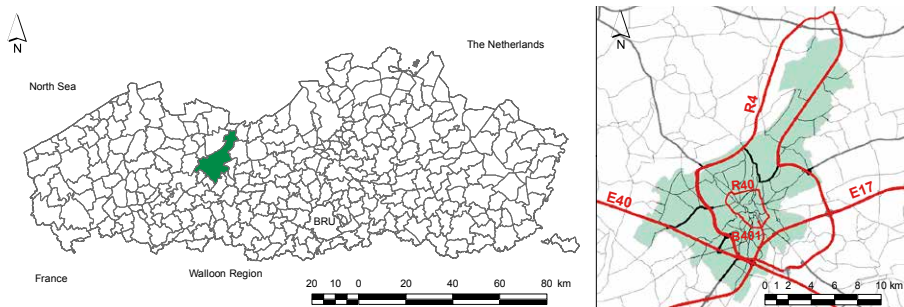 N
The Netherlands
North Sea
BRU
France
Walloon Region
20 10 0 20 40 60 80 km
N
R4
R40
E40
E17
B401
0 1 2 4 6 8 10 km